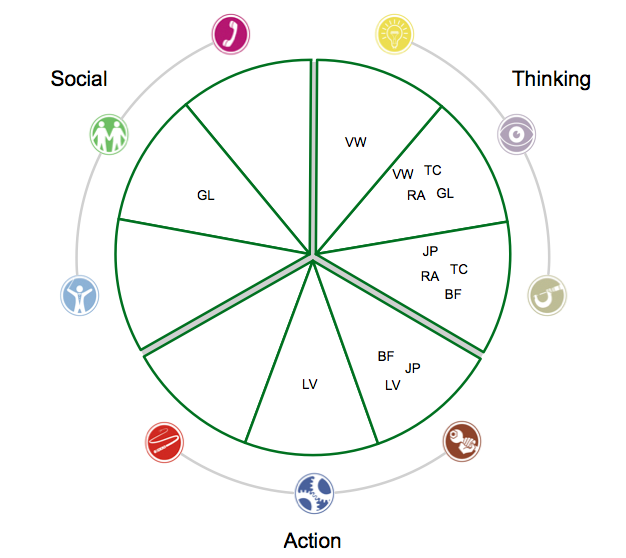 Social
Thinking
VW
VW TC
RA GL
GL
JP
RA TC
BF
BF
JP
LV
LV
Action